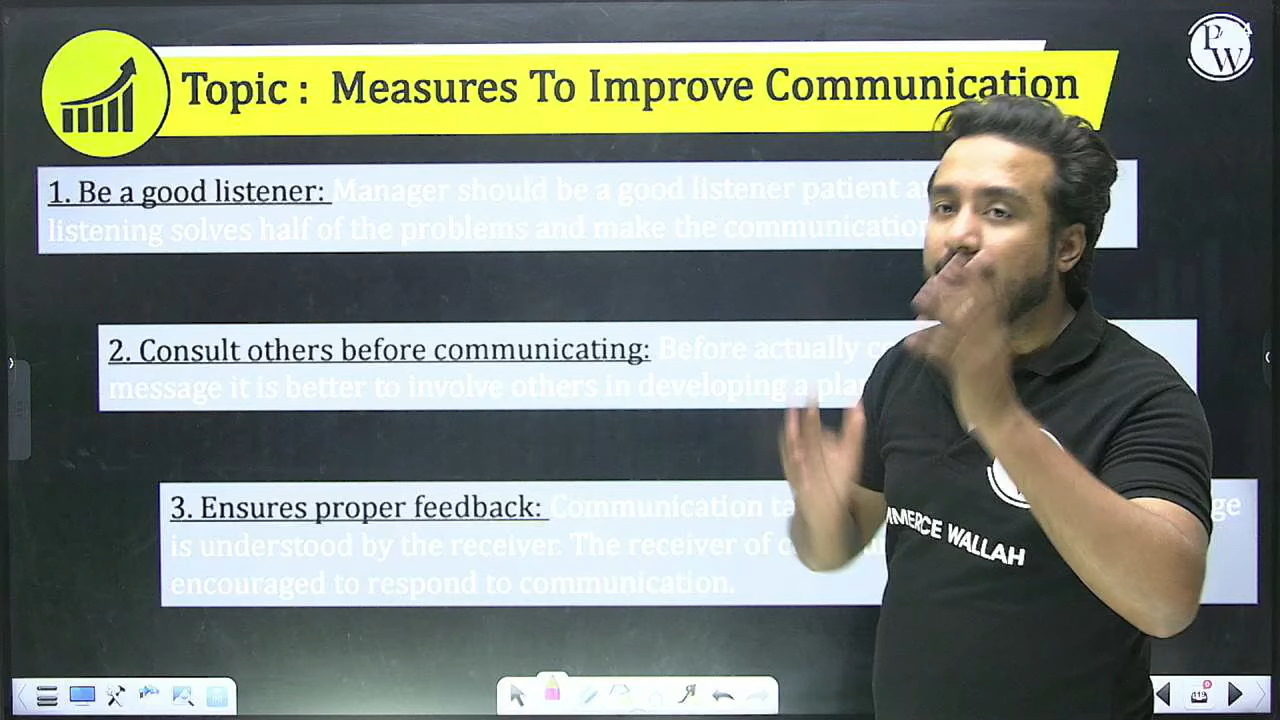 PW
Topic : Measures To Improve Communication
1. Be a good listener: Manager should be a good listener patient
listening solves half of the problems and make the communication
2. Consult others before communicating: Before actually
message it is better to involve others in developing a
3. Ensures proper feedback: Communication
is understood by the receiver. The receiver of
encouraged to respond to communication.
WALLAH
119